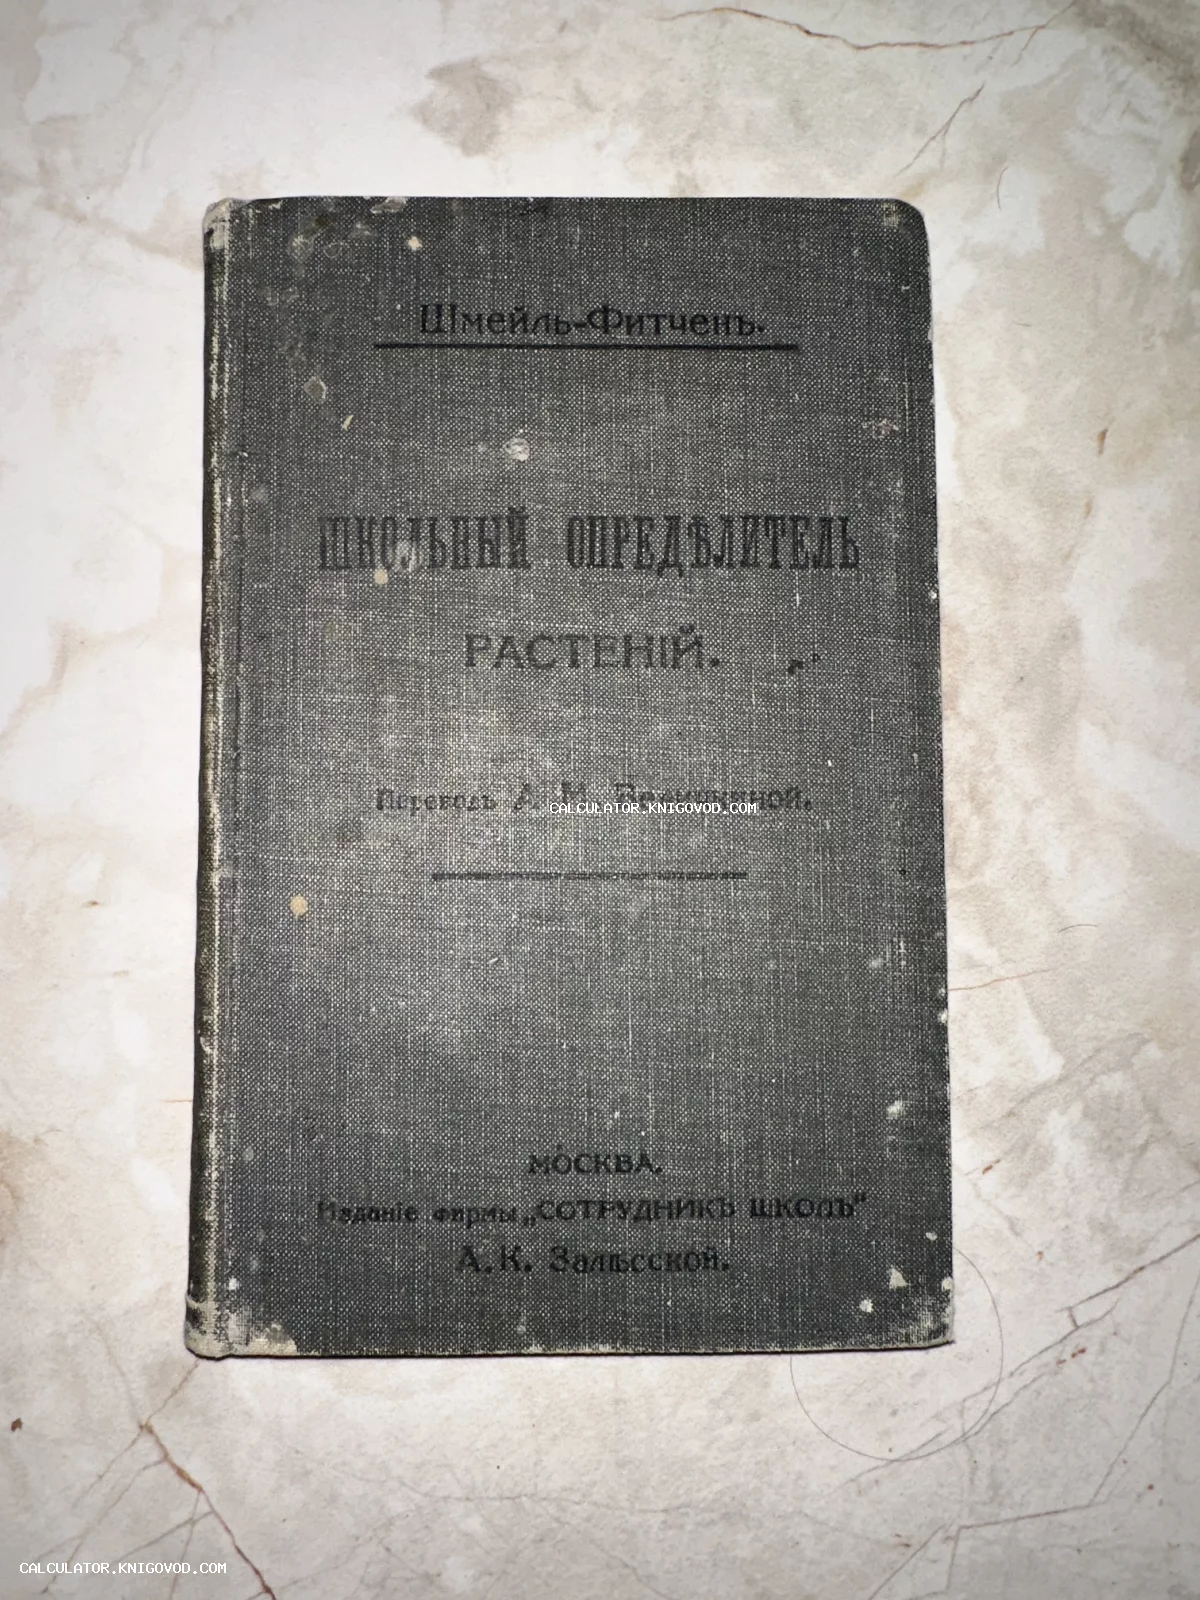 Шмейль-Фитченъ.
ШКОЛЬНЫЙ ОПРЕДѢЛИТЕЛЬ
РАСТЕНІЙ.
Переводъ А. М.
CALCULATOR.KNIGOVOD.COM
МОСКВА.
Изданіе фирмы „СОТРУДНИКЪ ШКОЛЪ“
А. К. Залѣсской.
CALCULATOR.KNIGOVOD.COM